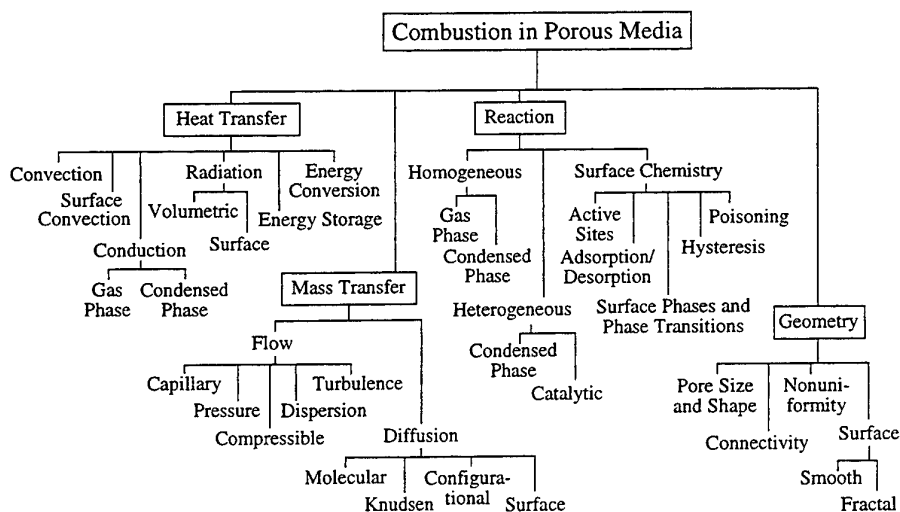 Combustion in Porous Media
Heat Transfer
Convection
Surface
Convection
Conduction
Gas
Phase
Condensed
Phase
Radiation
Volumetric
Surface
Energy Storage
Energy
Conversion
Mass Transfer
Flow
Capillary
Pressure
Compressible
Dispersion
Turbulence
Diffusion
Molecular
Knudsen
Configura-
tional
Surface
Reaction
Homogeneous
Gas
Phase
Condensed
Phase
Heterogeneous
Condensed
Phase
Catalytic
Surface Chemistry
Active
Sites
Adsorption/
Desorption
Surface Phases and
Phase Transitions
Hysteresis
Poisoning
Geometry
Pore Size
and Shape
Connectivity
Nonuni-
formity
Surface
Smooth
Fractal